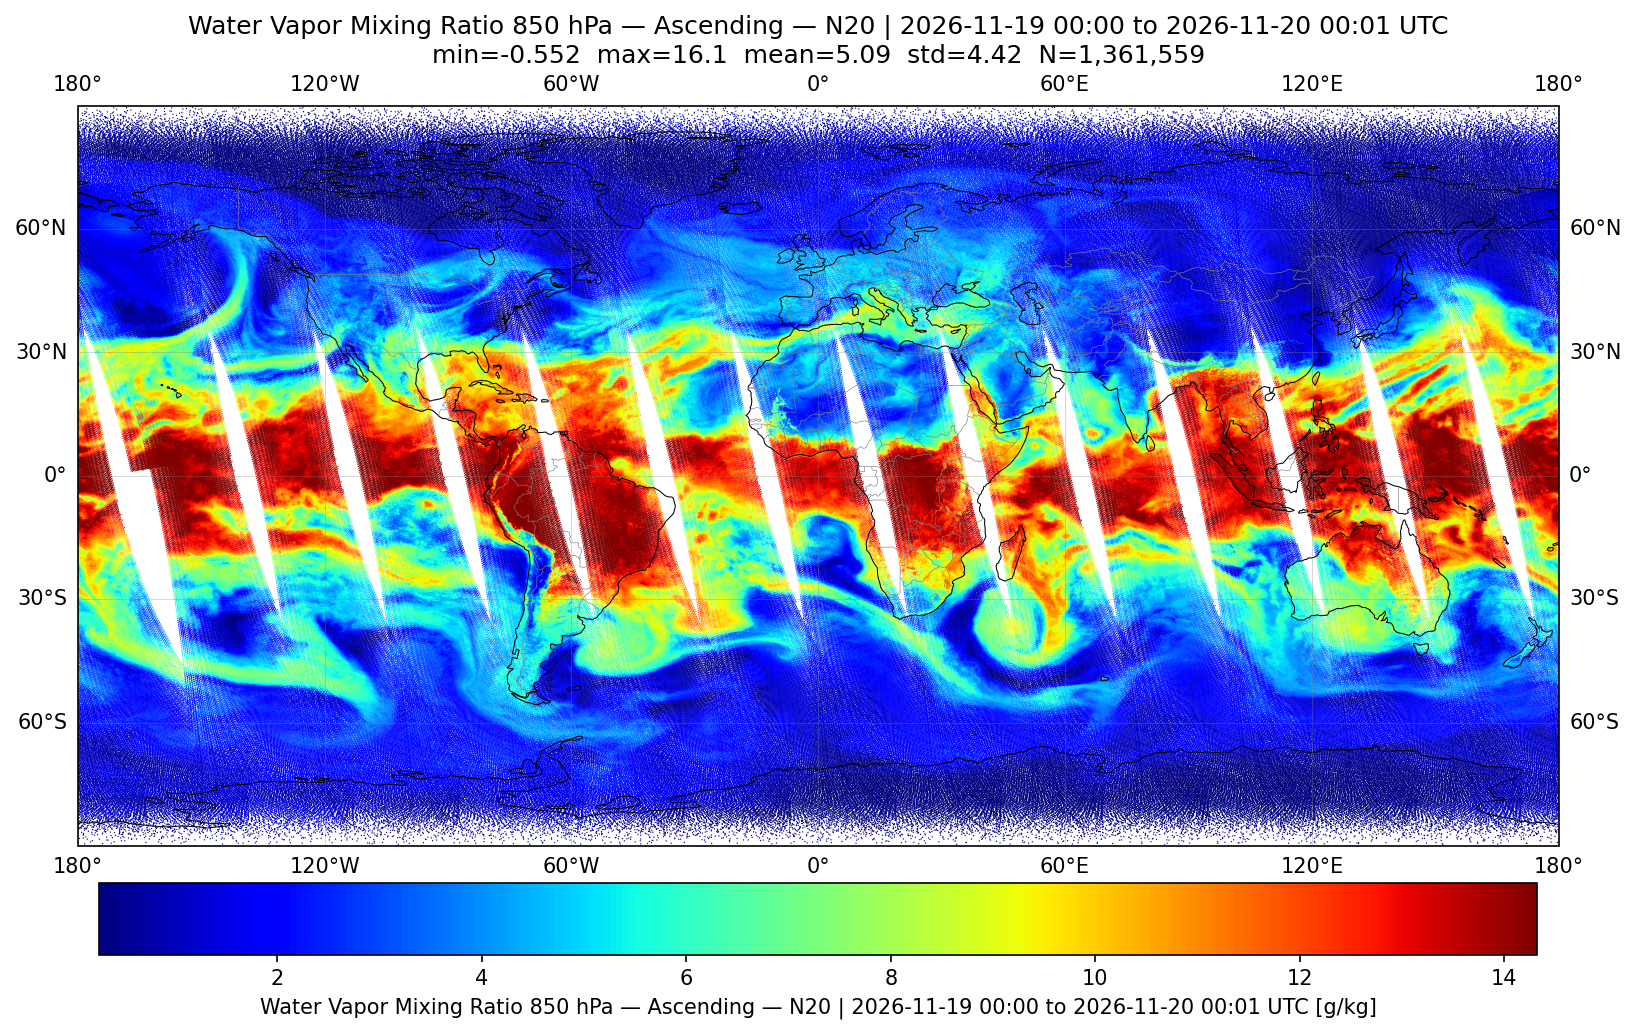 Water Vapor Mixing Ratio 850 hPa — Ascending — N20 | 2026-11-19 00:00 to 2026-11-20 00:01 UTC
min=-0.552  max=16.1  mean=5.09  std=4.42  N=1,361,559
180° 120°W 60°W 0° 60°E 120°E 180°
60°N 60°N
30°N 30°N
0° 0°
30°S 30°S
60°S 60°S
180° 120°W 60°W 0° 60°E 120°E 180°
2 4 6 8 10 12 14
Water Vapor Mixing Ratio 850 hPa — Ascending — N20 | 2026-11-19 00:00 to 2026-11-20 00:01 UTC [g/kg]